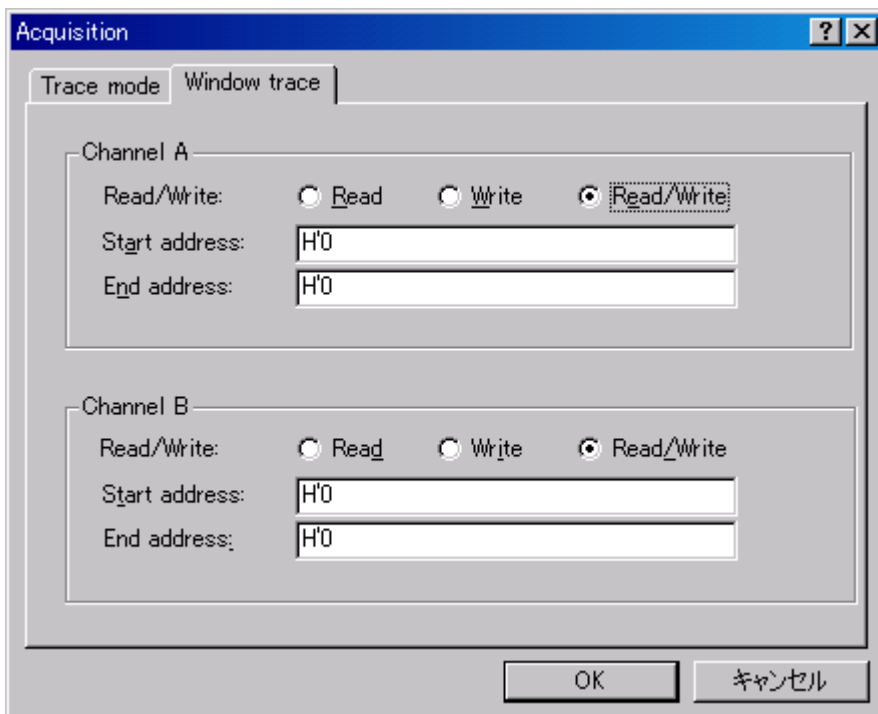 Acquisition
Trace mode Window trace
Channel A
Read/Write: Read Write Read/Write
Start address: H'0
End address: H'0
Channel B
Read/Write: Read Write Read/Write
Start address: H'0
End address: H'0
OK キャンセル